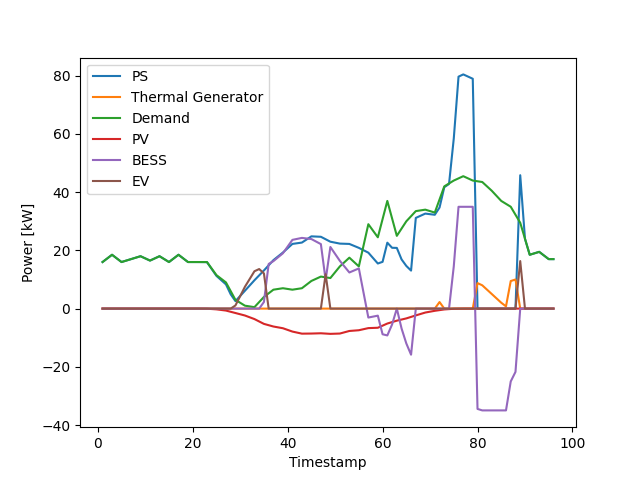 PS
Thermal Generator
Demand
PV
BESS
EV
Power [kW]
80
60
40
20
0
−20
−40
0 20 40 60 80 100
Timestamp